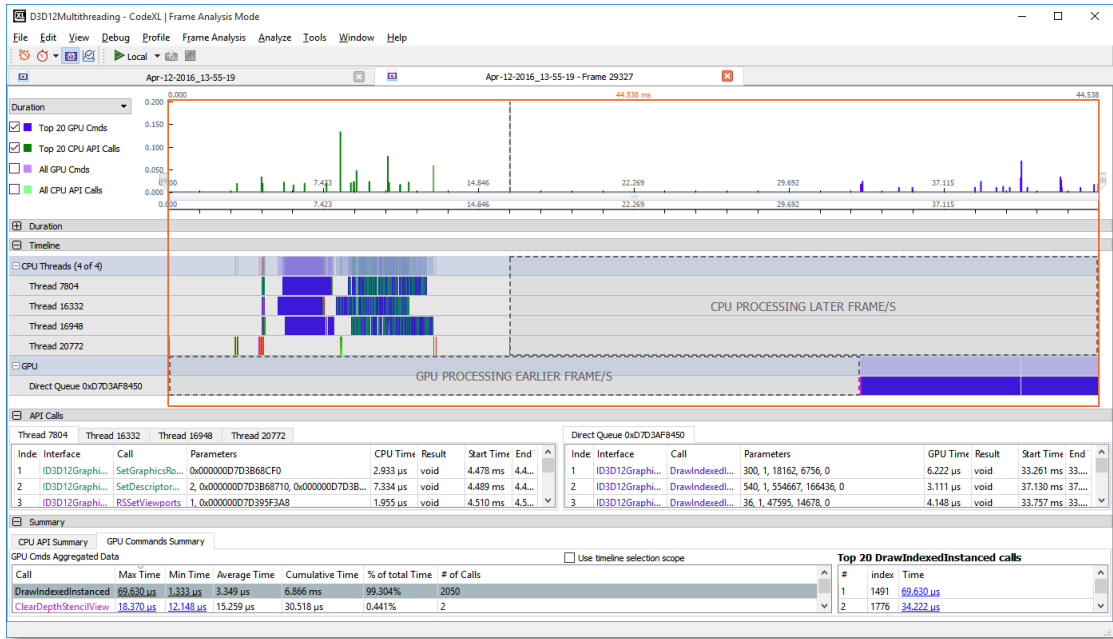 D3D12Multithreading - CodeXL | Frame Analysis Mode
File Edit View Debug Profile Frame Analysis Analyze Tools Window Help
Local
Apr-12-2016_13-55-19
Apr-12-2016_13-55-19 - Frame 29327
Duration
Top 20 GPU Cmds
Top 20 CPU API Calls
All GPU Cmds
All CPU API Calls
0.000 44.538 ms 44.538
0.200
0.150
0.100
0.050
0.000
7.423 14.846 22.269 29.692 37.115
0.000 7.423 14.846 22.269 29.692 37.115
Duration
Timeline
CPU Threads (4 of 4)
Thread 7804
Thread 16332
Thread 16948
Thread 20772
CPU PROCESSING LATER FRAME/S
GPU
Direct Queue 0xD7D3AF8450
GPU PROCESSING EARLIER FRAME/S
API Calls
Thread 7804 Thread 16332 Thread 16948 Thread 20772
Inde Interface Call Parameters CPU Time Result Start Time End
1 ID3D12Graphi... SetGraphicsRo... 0x000000D7D3B68CF0 2.933 µs void 4.478 ms 4.4...
2 ID3D12Graphi... SetDescriptor... 2, 0x000000D7D3B68710, 0x000000D7D3B... 7.334 µs void 4.489 ms 4.4...
3 ID3D12Graphi... RSSetViewports 1, 0x000000D7D395F3A8 1.955 µs void 4.510 ms 4.5...
Direct Queue 0xD7D3AF8450
Inde Interface Call Parameters GPU Time Result Start Time End
1 ID3D12Graphi... DrawIndexedI... 300, 1, 18162, 6756, 0 6.222 µs void 33.261 ms 33....
2 ID3D12Graphi... DrawIndexedI... 540, 1, 554667, 166436, 0 3.111 µs void 37.130 ms 37....
3 ID3D12Graphi... DrawIndexedI... 36, 1, 47595, 14678, 0 4.148 µs void 33.757 ms 33....
Summary
CPU API Summary GPU Commands Summary
GPU Cmds Aggregated Data
Use timeline selection scope
Call Max Time Min Time Average Time Cumulative Time % of total Time # of Calls
DrawIndexedInstanced 69.630 µs 1.333 µs 3.349 µs 6.866 ms 99.304% 2050
ClearDepthStencilView 18.370 µs 12.148 µs 15.259 µs 30.518 µs 0.441% 2
Top 20 DrawIndexedInstanced calls
# index Time
1 1491 69.630 µs
2 1776 34.222 µs